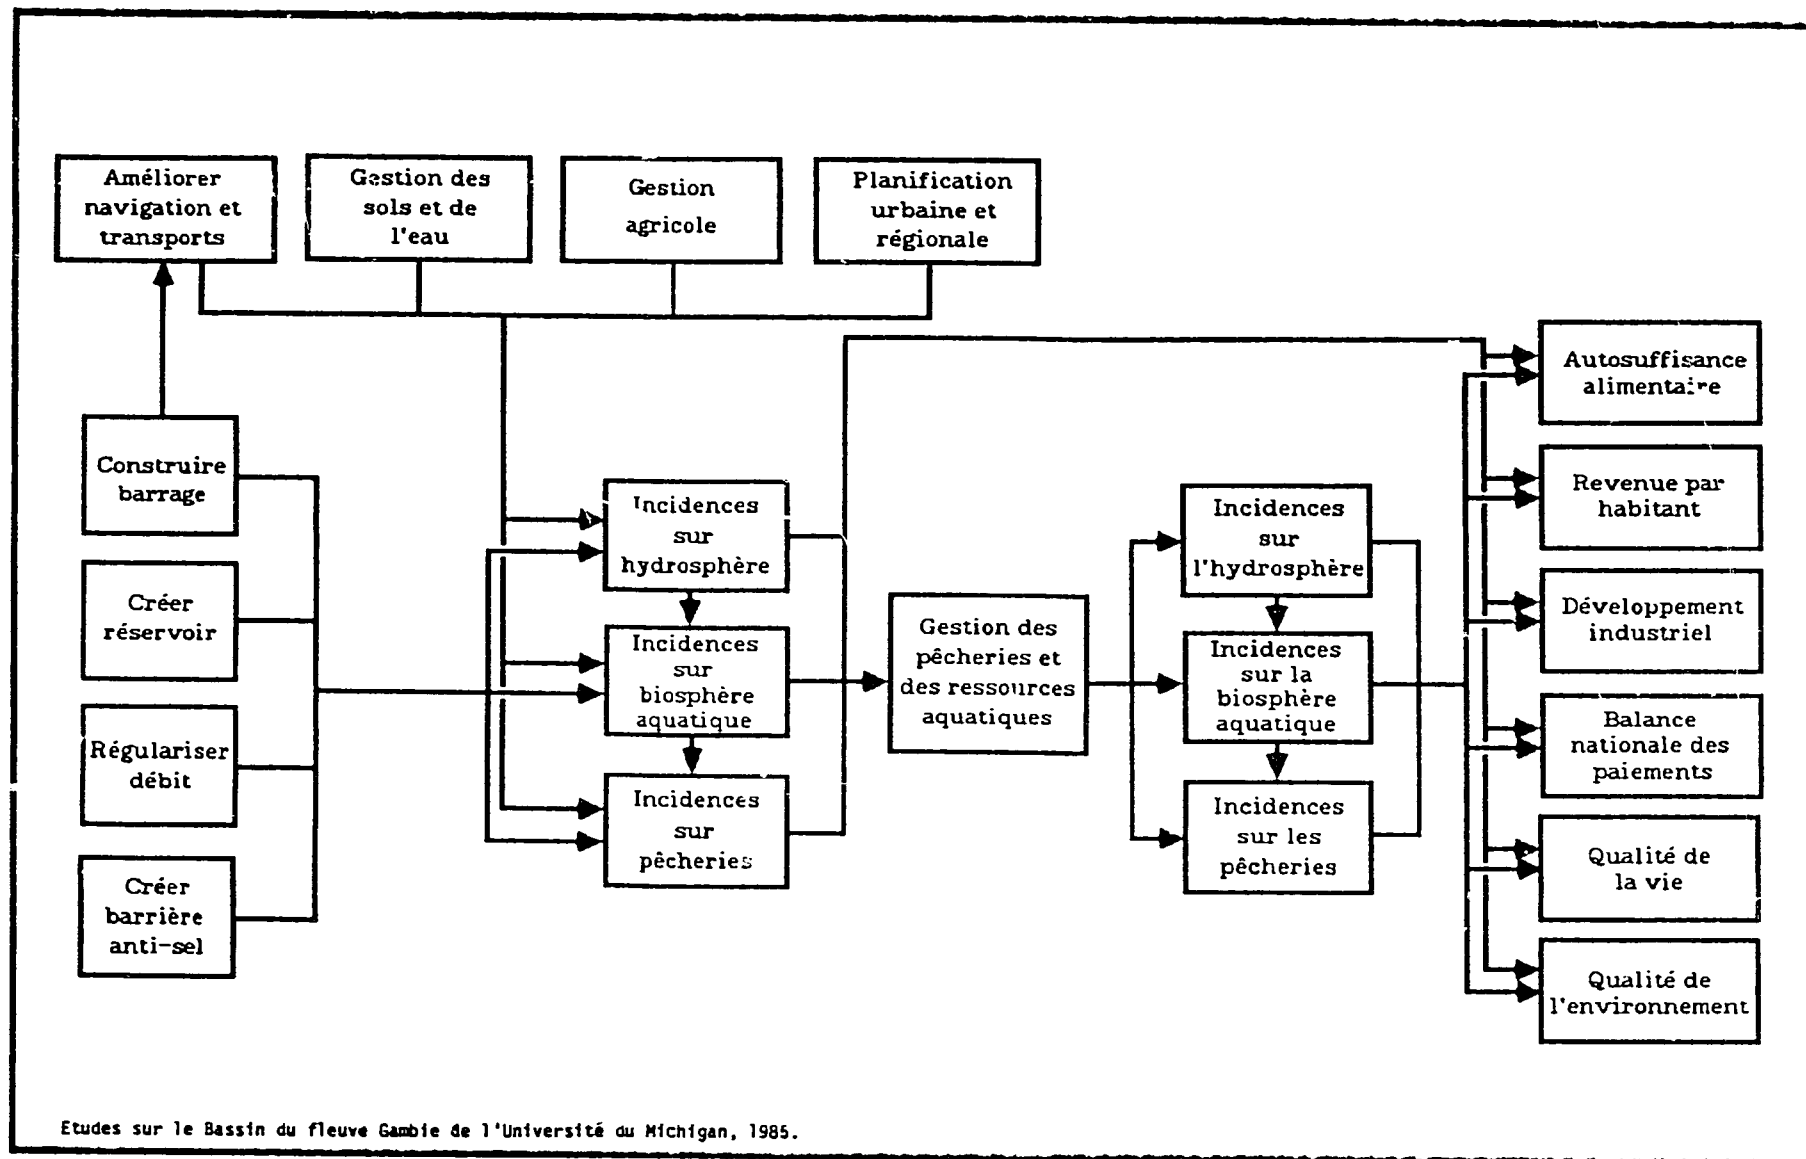 Améliorer
navigation et
transports
Gestion des
sols et de
l'eau
Gestion
agricole
Planification
urbaine et
régionale
Construire
barrage
Créer
réservoir
Régulariser
débit
Créer
barrière
anti-sel
Incidences
sur
hydrosphère
Incidences
sur
biosphère
aquatique
Incidences
sur
pêcheries
Gestion des
pêcheries et
des ressources
aquatiques
Incidences
sur
l'hydrosphère
Incidences
sur la
biosphère
aquatique
Incidences
sur les
pêcheries
Autosuffisance
alimentaire
Revenue par
habitant
Développement
industriel
Balance
nationale des
paiements
Qualité de
la vie
Qualité de
l'environnement
Etudes sur le Bassin du fleuve Gambie de l'Université du Michigan, 1985.